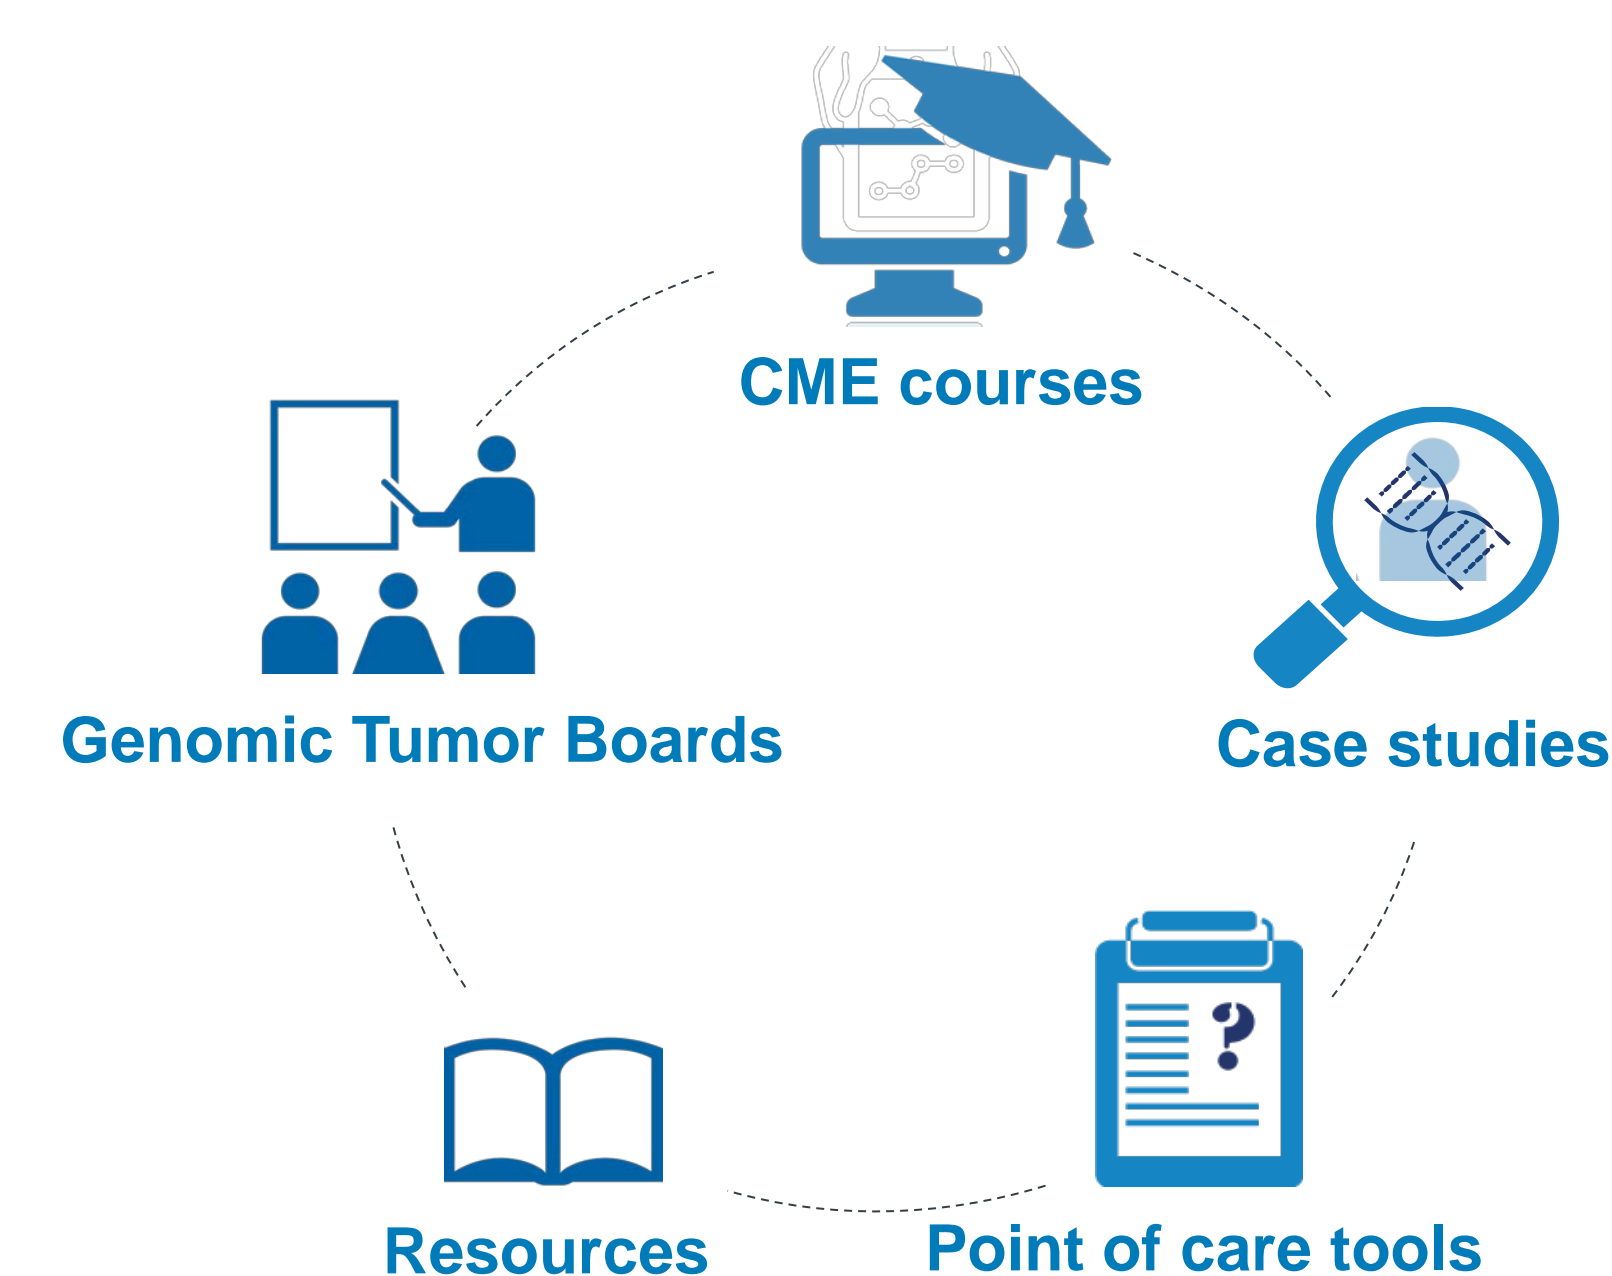 CME courses
Genomic Tumor Boards
Case studies
Resources
Point of care tools
?